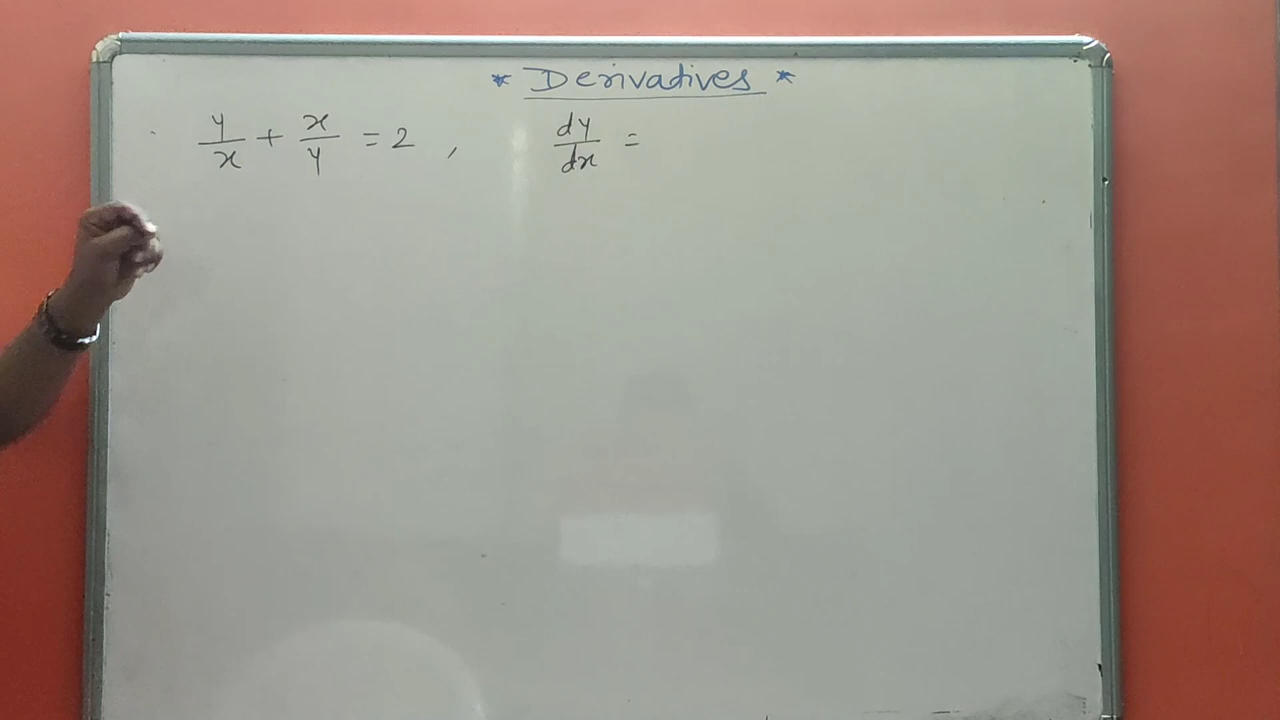 * Derivatives *
y/x + x/y = 2 , dy/dx =